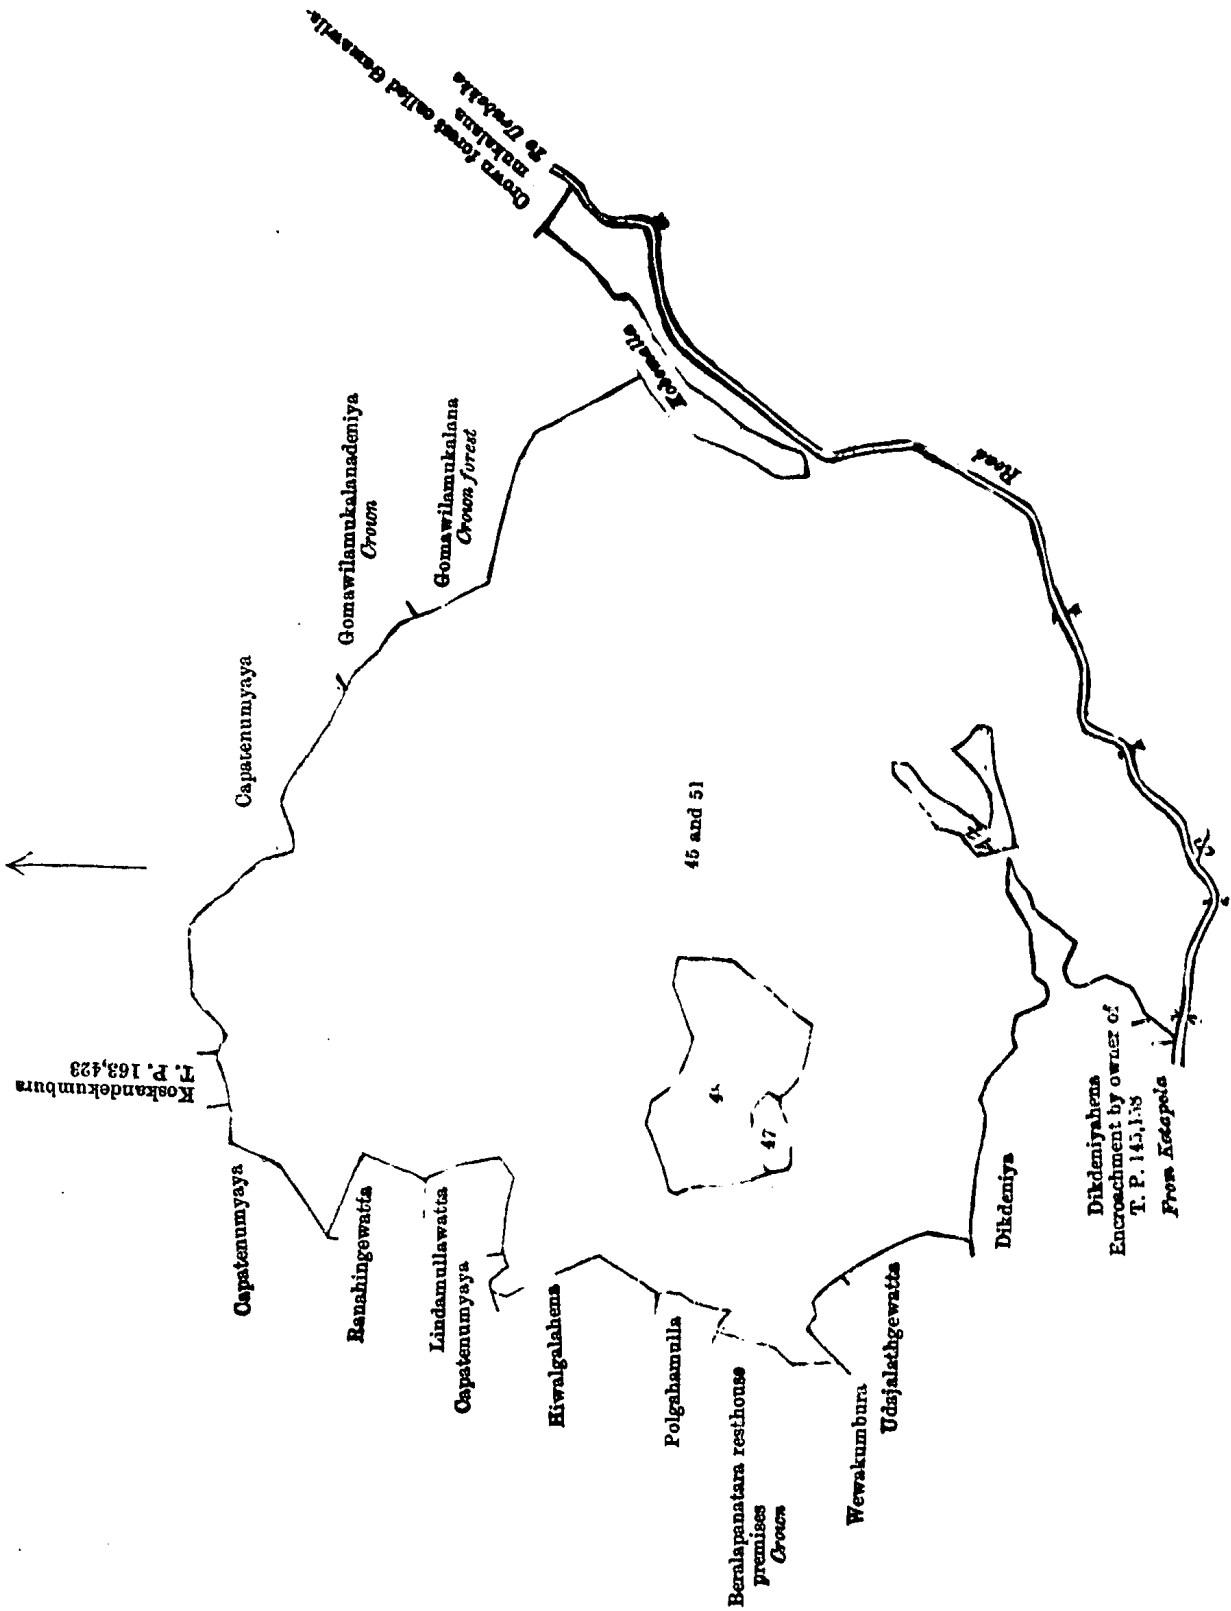 Crown forest called Gamawila-
mukalana
To Urubokka
Kobomulla
Road
Gomawilamukalana
Crown forest
Gomawilamukalanadeniya
Crown
Capatenumyaya
Koskandekumbura
T. P. 163,423
Capatenumyaya
Ranahingewatta
Lindamullawatta
Capatenumyaya
Hiwalgalahena
Polgahamulla
Beralapanatara resthouse
premises
Crown
Wewakumbura
Udajalathgewatta
Dikdeniya
Dikdeniyahena
Encroachment by owner of
T. P.
From Kotapola
45 and 51
47